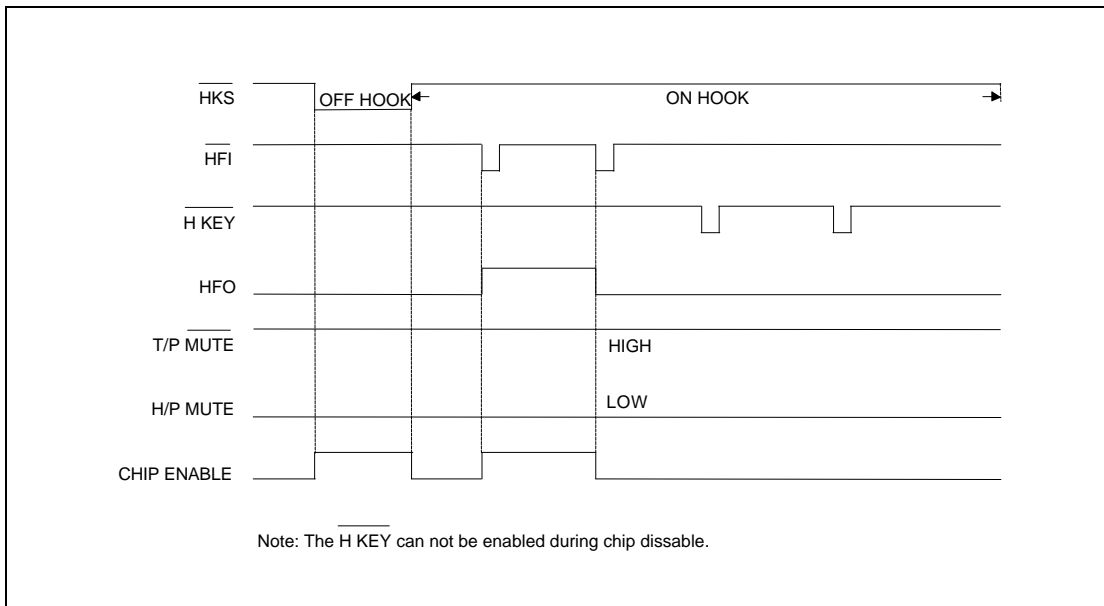 HKS
OFF HOOK
ON HOOK
HFI
H KEY
HFO
T/P MUTE
HIGH
H/P MUTE
LOW
CHIP ENABLE
Note: The H KEY can not be enabled during chip dissable.